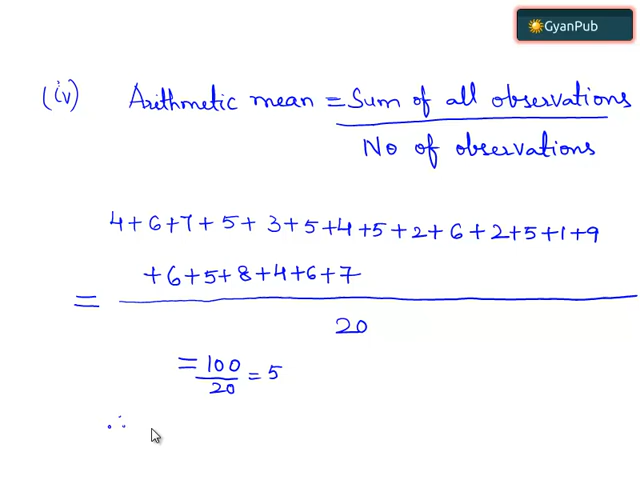 GyanPub
(iv) Arithmetic mean = Sum of all observations
No of observations
4+6+7+5+3+5+4+5+2+6+2+5+1+9
+6+5+8+4+6+7
=
20
= 100
20
= 5
∴